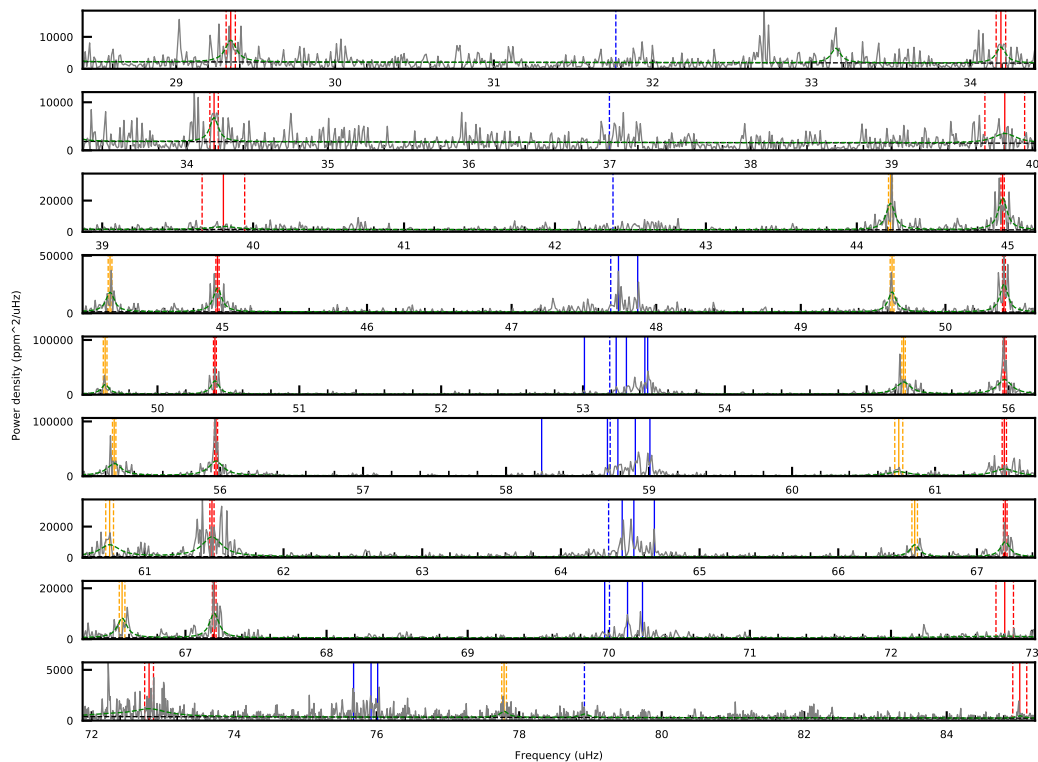 10000
0
29 30 31 32 33 34
10000
0
34 35 36 37 38 39 40
20000
0
39 40 41 42 43 44 45
50000
0
45 46 47 48 49 50
100000
0
50 51 52 53 54 55 56
100000
0
56 57 58 59 60 61
20000
0
61 62 63 64 65 66 67
20000
0
67 68 69 70 71 72 73
5000
0
72 74 76 78 80 82 84
Power density (ppm^2/uHz)
Frequency (uHz)